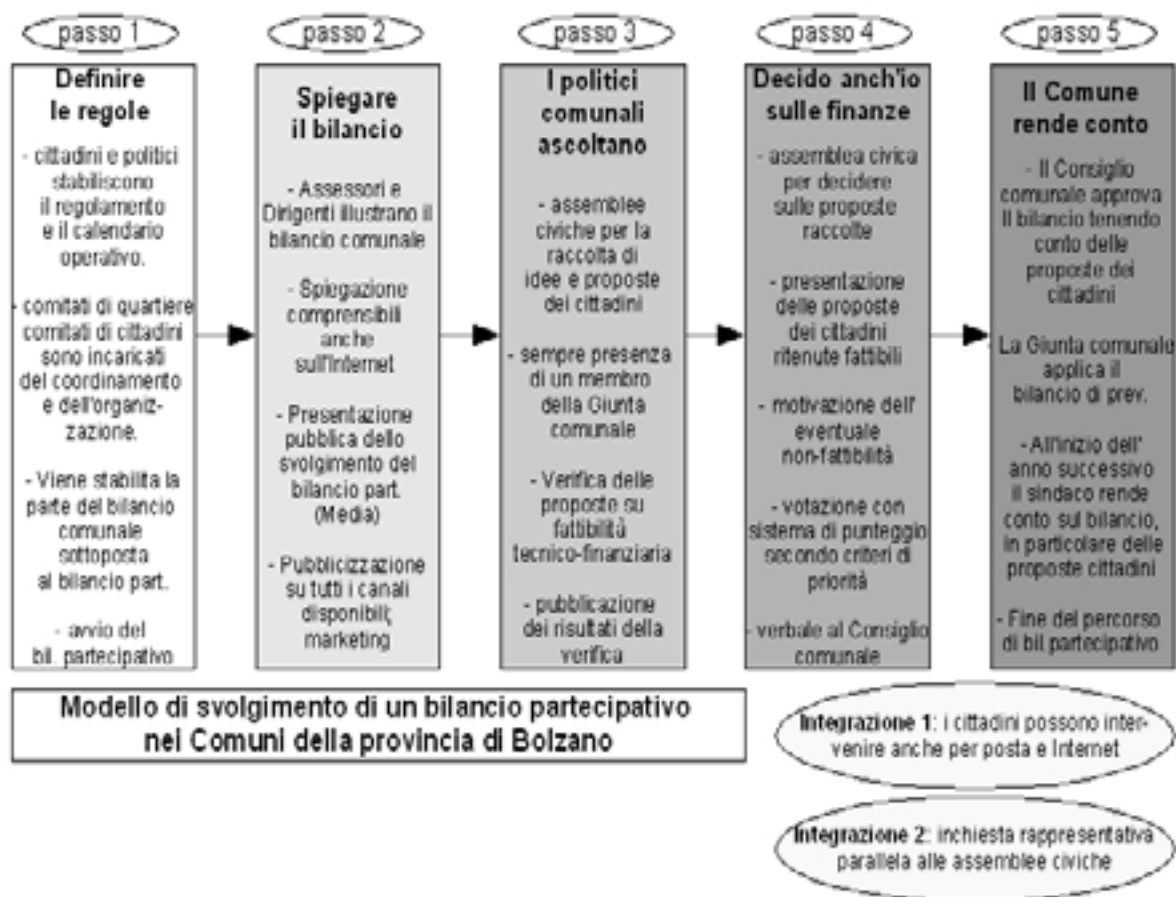 passo 1
Definire
le regole
- cittadini e politici
stabiliscono
il regolamento
e il calendario
operativo.
- comitati di quartiere
comitati di cittadini
sono incaricati
del coordinamento
e dell'organiz-
zazione.
- Viene stabilita la
parte del bilancio
comunale
sottoposta
al bilancio part.
- avvio del
bil. partecipativo
passo 2
Spiegare
il bilancio
- Assessori e
Dirigenti illustrano il
bilancio comunale
- Spiegazione
comprensibili
anche
sull'Internet
- Presentazione
pubblica dello
svolgimento del
bilancio part.
(Media)
- Pubblicizzazione
su tutti i canali
disponibili;
marketing
passo 3
I politici
comunali
ascoltano
- assemblee
civiche per la
raccolta di
idee e proposte
dei cittadini
- sempre presenza
di un membro
della Giunta
comunale
- Verifica delle
proposte su
fattibilità
tecnico-finanziaria
- pubblicazione
dei risultati della
verifica
passo 4
Decido anch'io
sulle finanze
- assemblea civica
per decidere
sulle proposte
raccolte
- presentazione
delle proposte
dei cittadini
ritenute fattibili
- motivazione dell'
eventuale
non-fattibilità
- votazione con
sistema di punteggio
secondo criteri di
priorità
- verbale al Consiglio
comunale
passo 5
Il Comune
rende conto
- Il Consiglio
comunale approva
Il bilancio tenendo
conto delle
proposte dei
cittadini
La Giunta comunale
applica il
bilancio di prev.
- All'inizio dell'
anno successivo
il sindaco rende
conto sul bilancio,
in particolare delle
proposte cittadini
- Fine del percorso
di bil.partecipativo
Modello di svolgimento di un bilancio partecipativo
nei Comuni della provincia di Bolzano
Integrazione 1: i cittadini possono inter-
venire anche per posta e Internet
Integrazione 2: inchiesta rappresentativa
parallela alle assemblee civiche